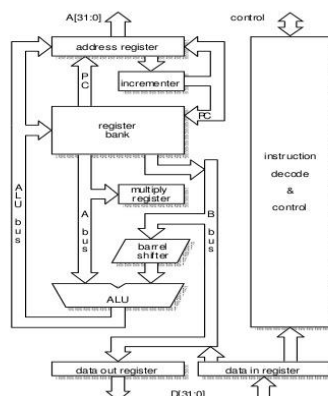 A[31:0]
control
address register
P
C
incrementer
PC
register
bank
instruction
decode
&
control
multiply
register
A
L
U
b
u
s
A
b
u
s
B
b
u
s
barrel
shifter
ALU
data out register
data in register
D[31:0]